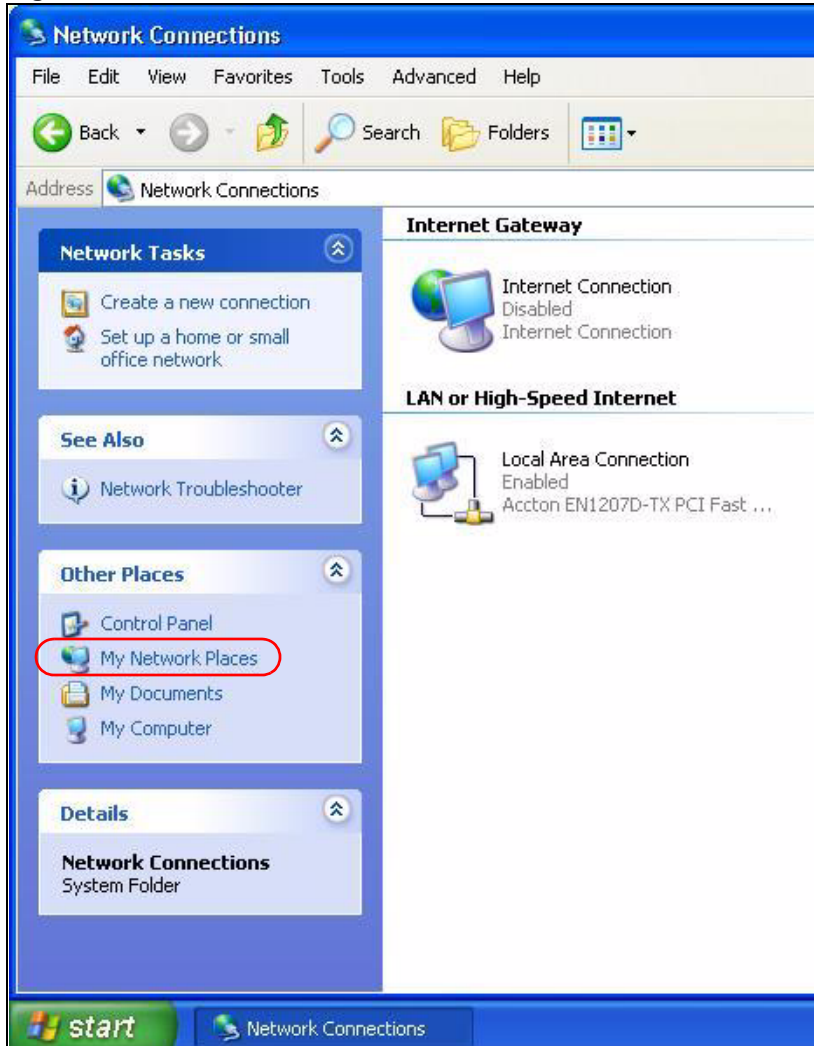 Network Connections
File Edit View Favorites Tools Advanced Help
Back Search Folders
Address Network Connections
Network Tasks
Create a new connection
Set up a home or small
office network
See Also
Network Troubleshooter
Other Places
Control Panel
My Network Places
My Documents
My Computer
Details
Network Connections
System Folder
Internet Gateway
Internet Connection
Disabled
Internet Connection
LAN or High-Speed Internet
Local Area Connection
Enabled
Accton EN1207D-TX PCI Fast ...
start Network Connections